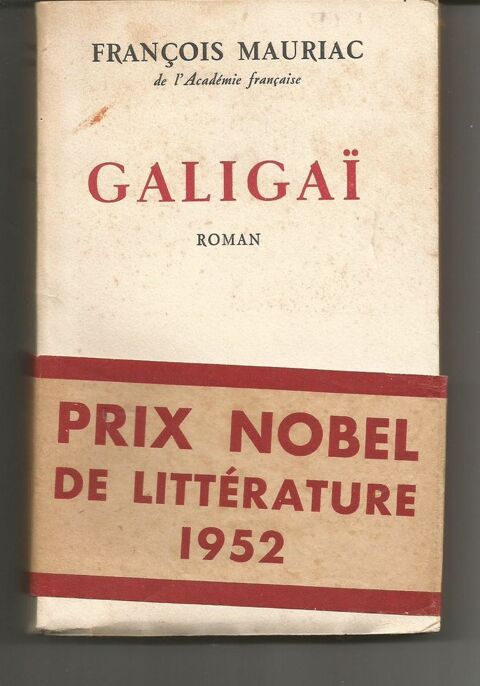 FRANÇOIS MAURIAC
de l'Académie française
GALIGAÏ
ROMAN
PRIX NOBEL
DE LITTÉRATURE
1952